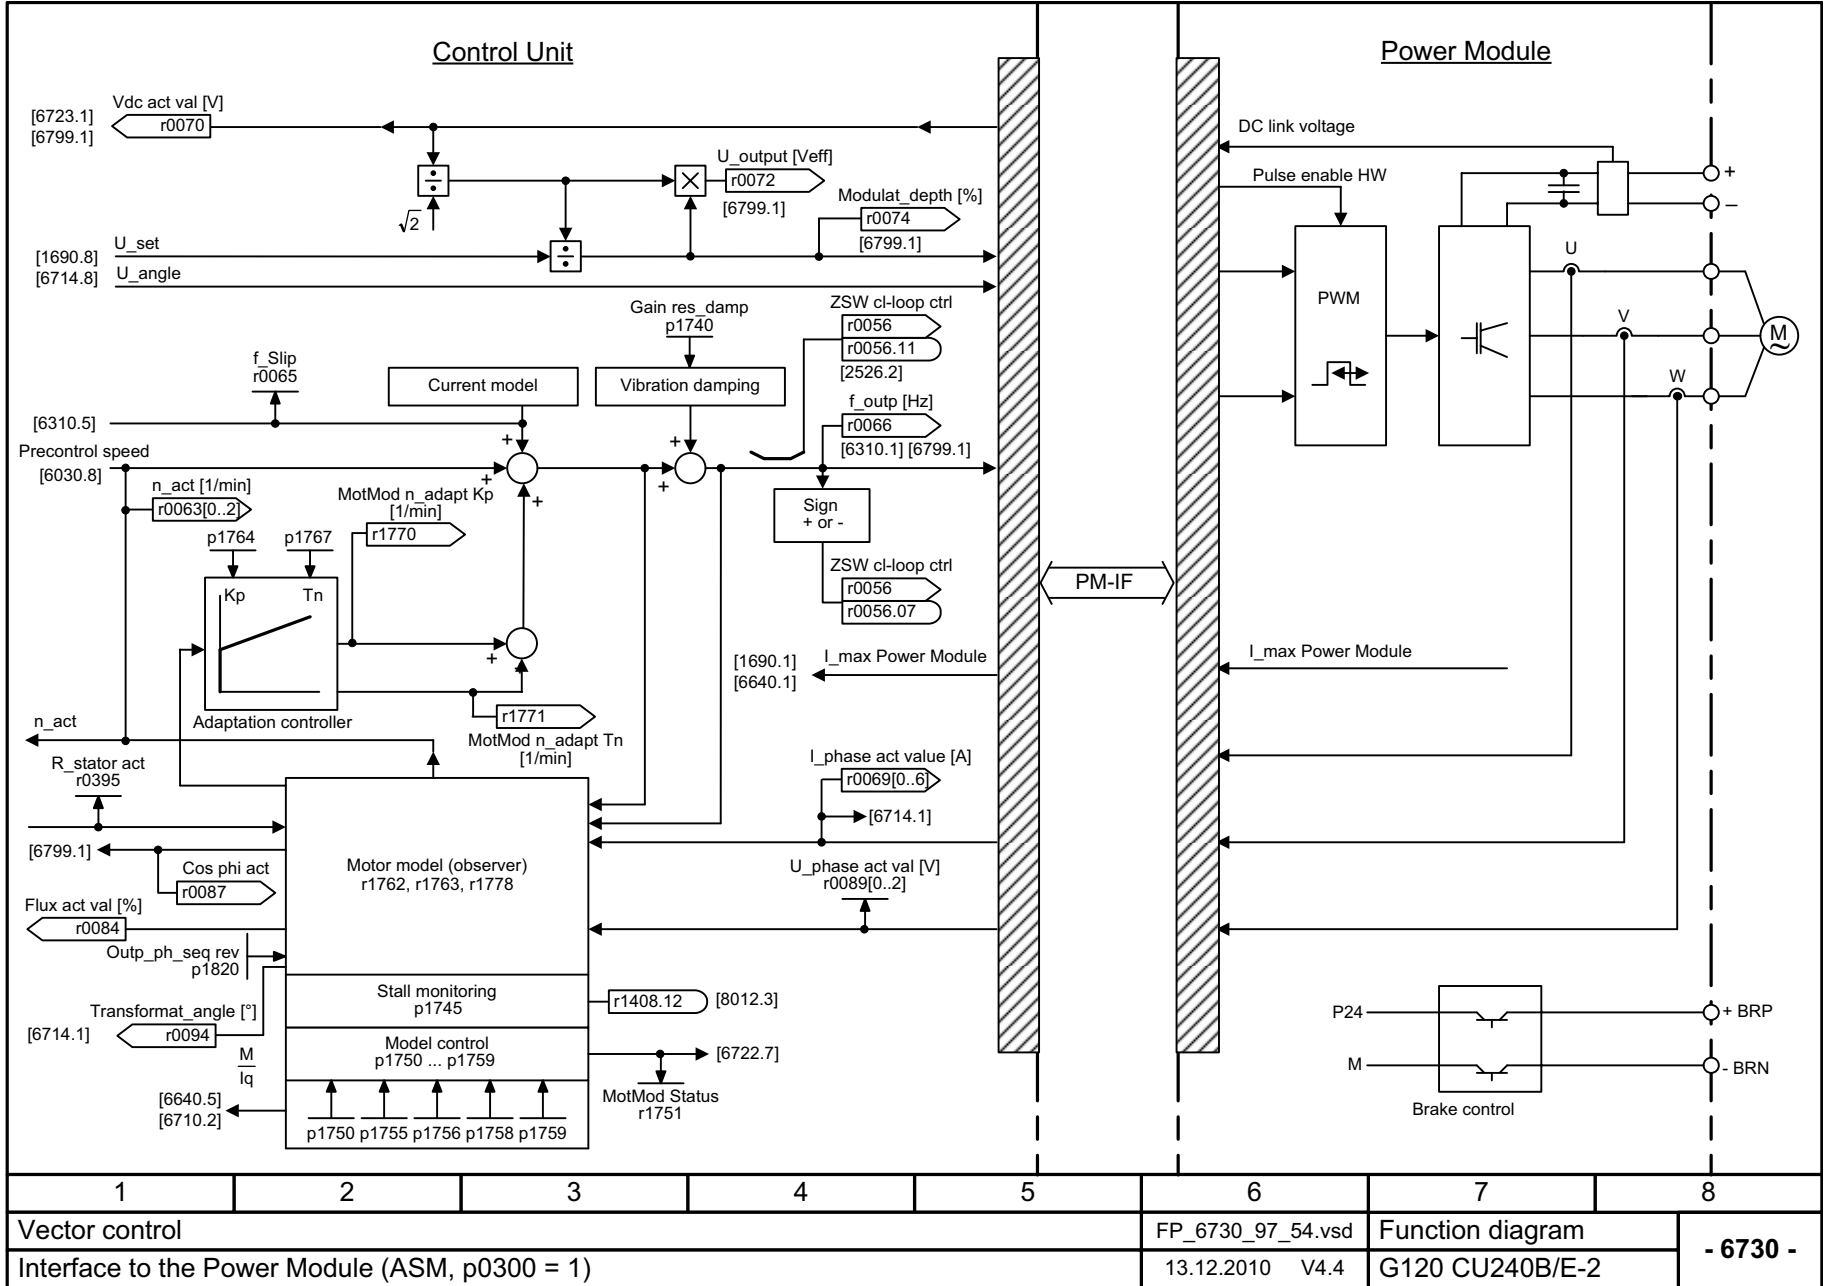 Control Unit
Power Module
Vdc act val [V]
[6723.1]
[6799.1]
r0070
÷
√2
U_output [Veff]
r0072
[6799.1]
×
Modulat_depth [%]
r0074
[6799.1]
÷
[1690.8]
U_set
[6714.8]
U_angle
Gain res_damp
p1740
ZSW cl-loop ctrl
r0056
r0056.11
[2526.2]
f_Slip
r0065
Current model
Vibration damping
f_outp [Hz]
r0066
[6310.1] [6799.1]
[6310.5]
Precontrol speed
[6030.8]
+
+
+
+
+
n_act [1/min]
r0063[0..2]
MotMod n_adapt Kp
[1/min]
r1770
Sign
+ or -
p1764
p1767
Kp
Tn
ZSW cl-loop ctrl
r0056
r0056.07
+
+
Adaptation controller
r1771
MotMod n_adapt Tn
[1/min]
[1690.1]
[6640.1]
I_max Power Module
n_act
R_stator act
r0395
I_phase act value [A]
r0069[0..6]
[6714.1]
[6799.1]
Cos phi act
r0087
Motor model (observer)
r1762, r1763, r1778
U_phase act val [V]
r0089[0..2]
Flux act val [%]
r0084
Outp_ph_seq rev
p1820
Transformat_angle [°]
[6714.1]
r0094
Stall monitoring
p1745
r1408.12
[8012.3]
Model control
p1750 ... p1759
[6722.7]
MotMod Status
r1751
M
Iq
[6640.5]
[6710.2]
p1750 p1755 p1756 p1758 p1759
PM-IF
DC link voltage
Pulse enable HW
+
–
PWM
U
V
W
M
~
I_max Power Module
P24
+ BRP
M
- BRN
Brake control
1 2 3 4 5 6 7 8
Vector control
FP_6730_97_54.vsd
Function diagram
- 6730 -
Interface to the Power Module (ASM, p0300 = 1)
13.12.2010 V4.4
G120 CU240B/E-2